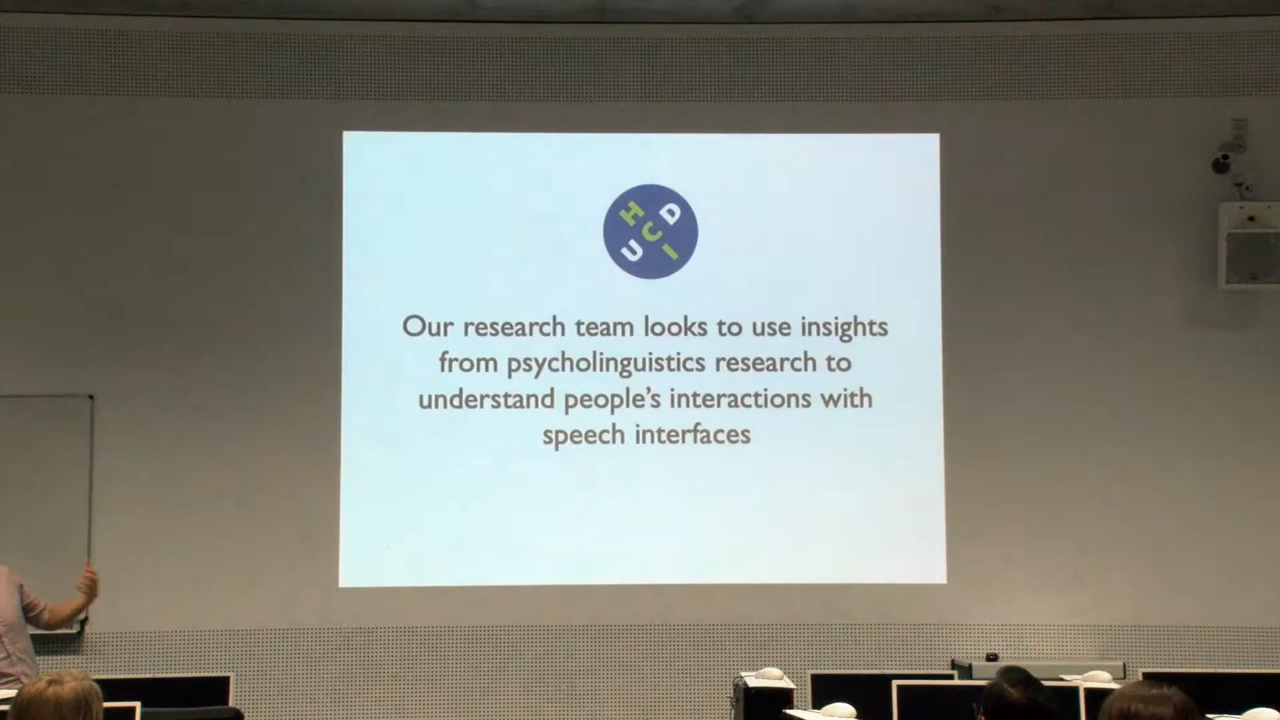 H D
C
U I
Our research team looks to use insights
from psycholinguistics research to
understand people's interactions with
speech interfaces